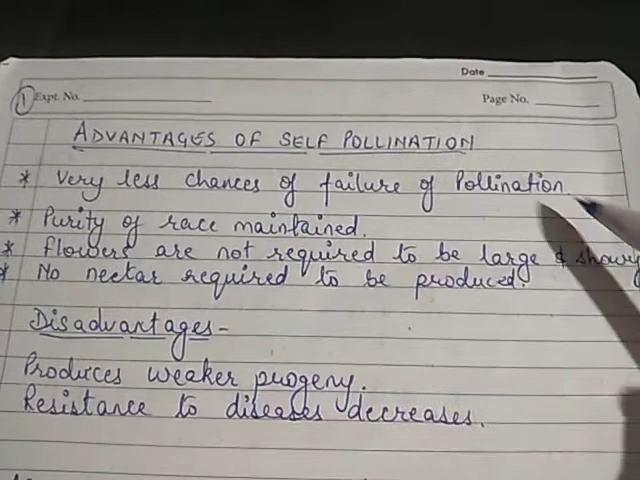 Date
① Expt. No.
Page No.
ADVANTAGES OF SELF POLLINATION
* Very less chances of failure of Pollination
* Purity of race maintained.
* flowers are not required to be large & showy
* No nectar required to be produced.
Disadvantages -
Produces weaker progeny.
Resistance to diseases decreases.